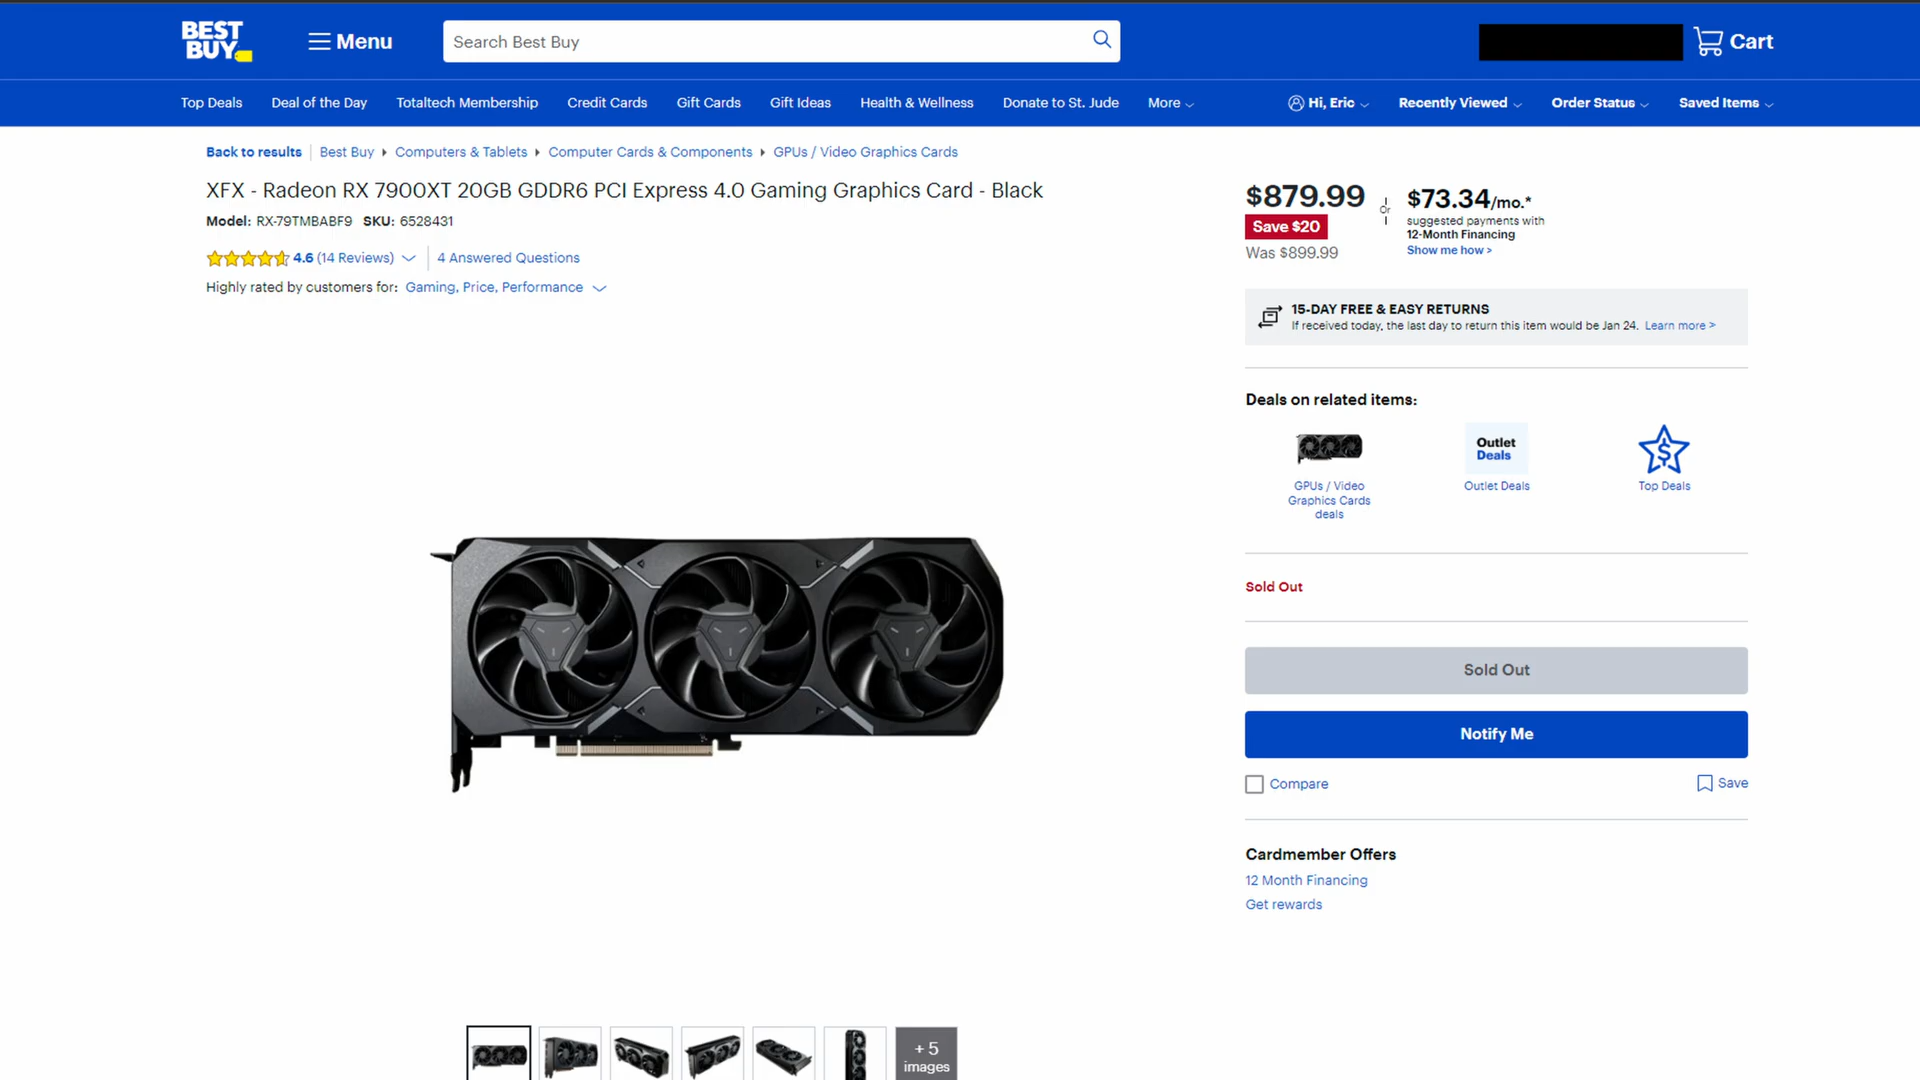 BEST BUY
Menu
Search Best Buy
Cart
Top Deals
Deal of the Day
Totaltech Membership
Credit Cards
Gift Cards
Gift Ideas
Health & Wellness
Donate to St. Jude
More
Hi, Eric
Recently Viewed
Order Status
Saved Items
Back to results
Best Buy
Computers & Tablets
Computer Cards & Components
GPUs / Video Graphics Cards
XFX - Radeon RX 7900XT 20GB GDDR6 PCI Express 4.0 Gaming Graphics Card - Black
Model: RX-79TMBABF9 SKU: 6528431
4.6 (14 Reviews)
4 Answered Questions
Highly rated by customers for: Gaming, Price, Performance
$879.99
Save $20
Was $899.99
or
$73.34/mo.*
suggested payments with
12-Month Financing
Show me how >
15-DAY FREE & EASY RETURNS
If received today, the last day to return this item would be Jan 24. Learn more >
Deals on related items:
GPUs / Video
Graphics Cards
deals
Outlet
Deals
Outlet Deals
Top Deals
Sold Out
Sold Out
Notify Me
Compare
Save
Cardmember Offers
12 Month Financing
Get rewards
+ 5
images